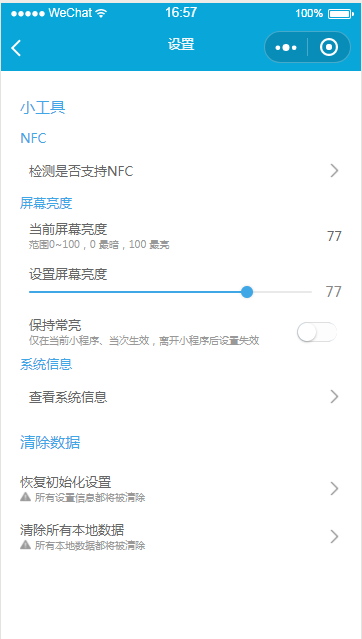 WeChat 16:57 100%
设置
小工具
NFC
检测是否支持NFC
屏幕亮度
当前屏幕亮度 77
范围0~100，0 最暗，100 最亮
设置屏幕亮度
77
保持常亮
仅在当前小程序、当次生效，离开小程序后设置失效
系统信息
查看系统信息
清除数据
恢复初始化设置
所有设置信息都将被清除
清除所有本地数据
所有本地数据都将被清除